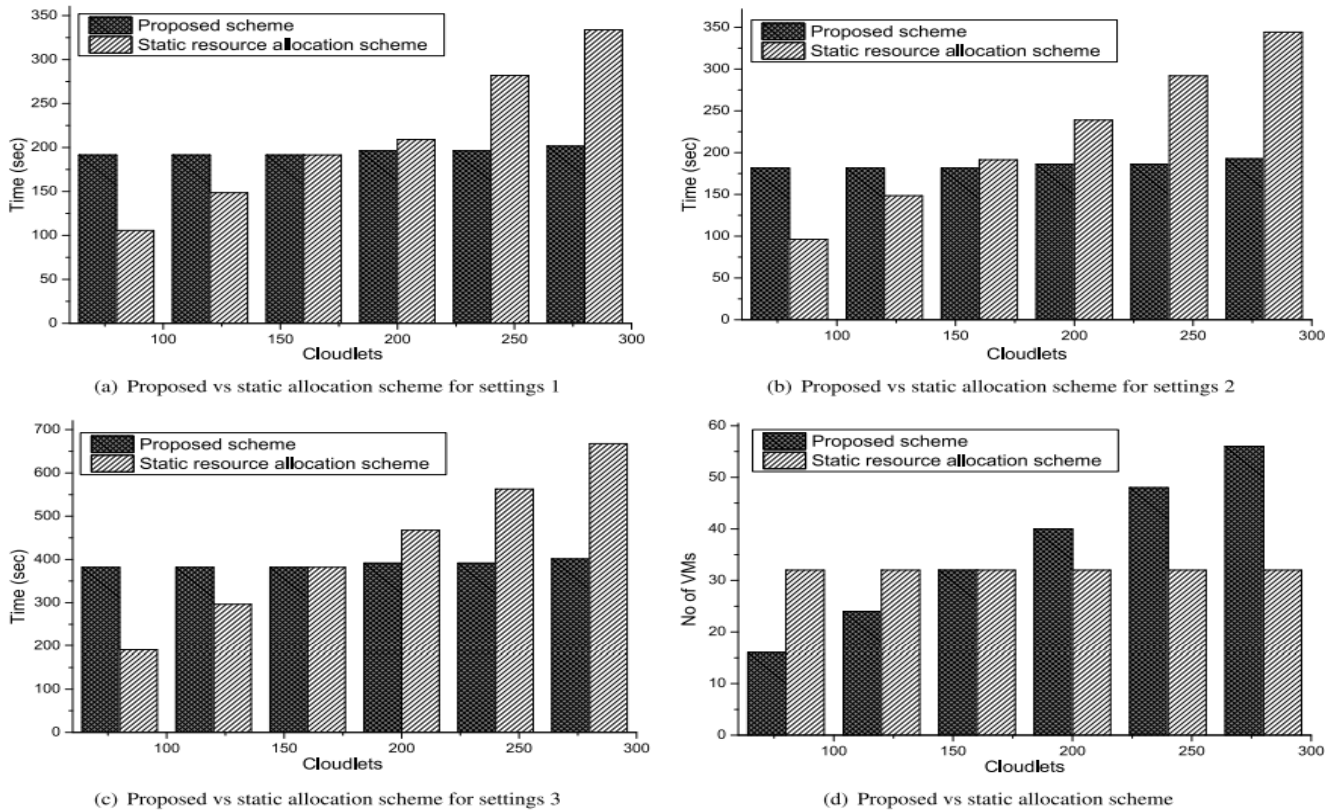 350
300
250
200
150
100
50
0
Time (sec)
Proposed scheme
Static resource allocation scheme
100 150 200 250 300
Cloudlets
(a) Proposed vs static allocation scheme for settings 1
350
300
250
200
150
100
50
0
Time (sec)
Proposed scheme
Static resource allocation scheme
100 150 200 250 300
Cloudlets
(b) Proposed vs static allocation scheme for settings 2
700
600
500
400
300
200
100
0
Time (sec)
Proposed scheme
Static resource allocation scheme
100 150 200 250 300
Cloudlets
(c) Proposed vs static allocation scheme for settings 3
60
50
40
30
20
10
0
No of VMs
Proposed scheme
Static resource allocation scheme
100 150 200 250 300
Cloudlets
(d) Proposed vs static allocation scheme